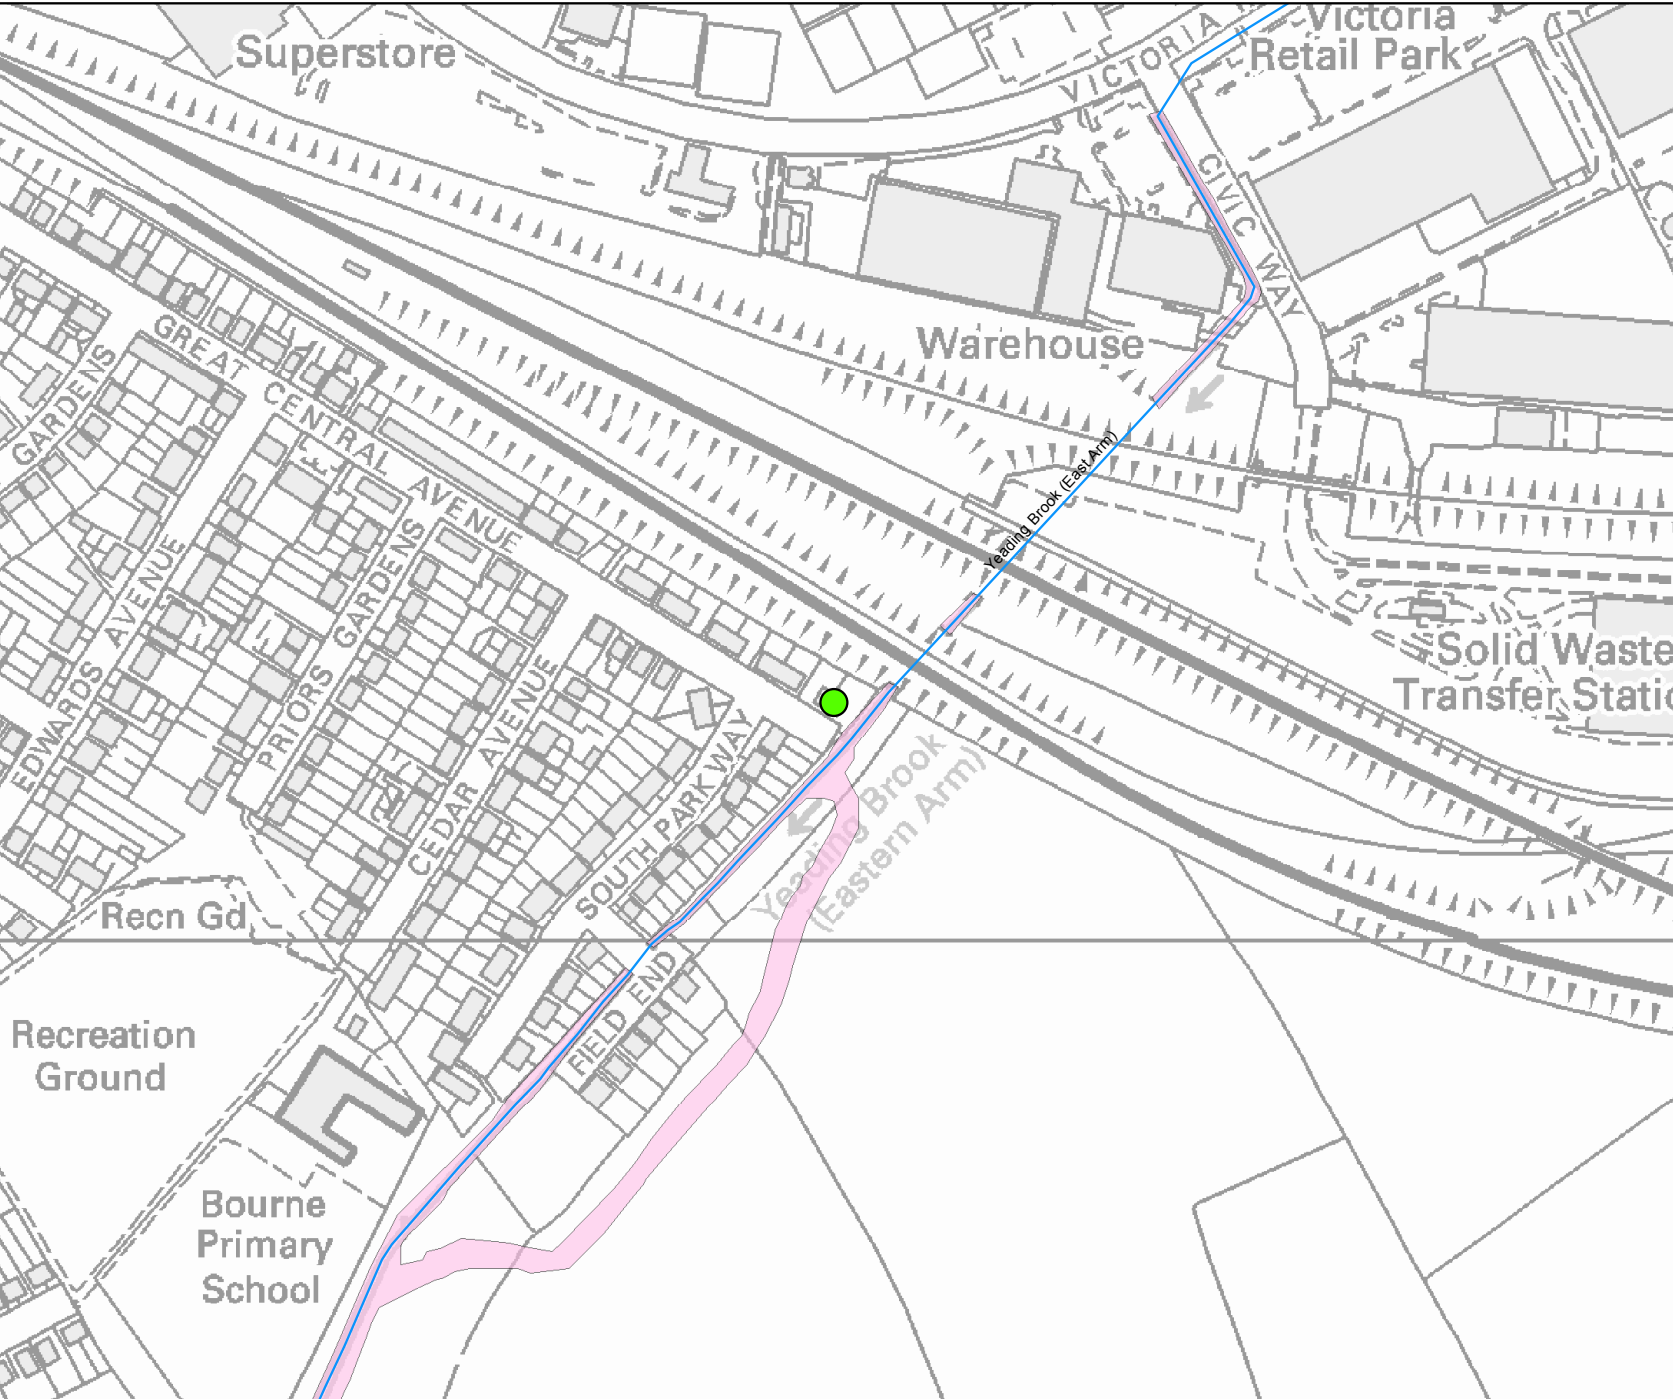 Superstore
VICTORIA
Victoria
Retail Park
CIVIC WAY
Warehouse
GREAT CENTRAL AVENUE
GARDENS
Yeading Brook (East Arm)
EDWARDS AVENUE
PRIORS GARDENS
CEDAR AVENUE
SOUTH PARK WAY
Solid Waste
Transfer Statio
Yeading Brook
(Eastern Arm)
Recn Gd
FIELD END
Recreation
Ground
Bourne
Primary
School